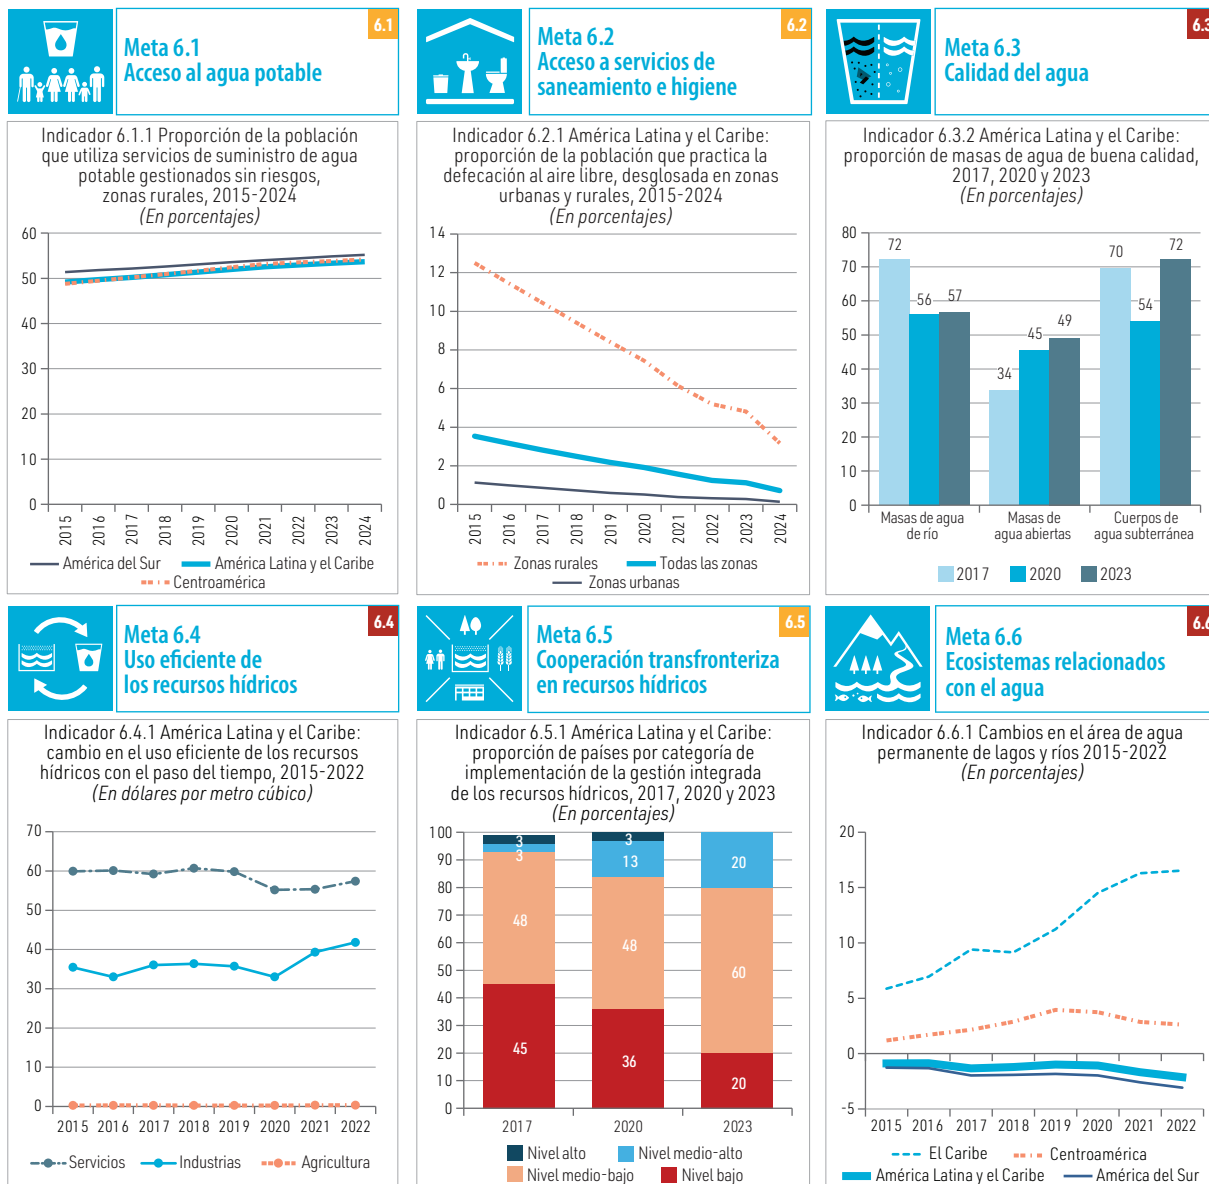 6.1
Meta 6.1
Acceso al agua potable
Indicador 6.1.1 Proporción de la población
que utiliza servicios de suministro de agua
potable gestionados sin riesgos,
zonas rurales, 2015-2024
(En porcentajes)
60
50
40
30
20
10
0
2015
2016
2017
2018
2019
2020
2021
2022
2023
2024
América del Sur
América Latina y el Caribe
Centroamérica
6.2
Meta 6.2
Acceso a servicios de
saneamiento e higiene
Indicador 6.2.1 América Latina y el Caribe:
proporción de la población que practica la
defecación al aire libre, desglosada en zonas
urbanas y rurales, 2015-2024
(En porcentajes)
14
12
10
8
6
4
2
0
2015
2016
2017
2018
2019
2020
2021
2022
2023
2024
Zonas rurales
Todas las zonas
Zonas urbanas
6.3
Meta 6.3
Calidad del agua
Indicador 6.3.2 América Latina y el Caribe:
proporción de masas de agua de buena calidad,
2017, 2020 y 2023
(En porcentajes)
80
70
60
50
40
30
20
10
0
72
56
57
34
45
49
70
54
72
Masas de agua
de río
Masas de
agua abiertas
Cuerpos de
agua subterránea
2017
2020
2023
6.4
Meta 6.4
Uso eficiente de
los recursos hídricos
Indicador 6.4.1 América Latina y el Caribe:
cambio en el uso eficiente de los recursos
hídricos con el paso del tiempo, 2015-2022
(En dólares por metro cúbico)
70
60
50
40
30
20
10
0
2015 2016 2017 2018 2019 2020 2021 2022
Servicios
Industrias
Agricultura
6.5
Meta 6.5
Cooperación transfronteriza
en recursos hídricos
Indicador 6.5.1 América Latina y el Caribe:
proporción de países por categoría de
implementación de la gestión integrada
de los recursos hídricos, 2017, 2020 y 2023
(En porcentajes)
100
90
80
70
60
50
40
30
20
10
0
3
3
48
45
3
13
48
36
20
60
20
2017
2020
2023
Nivel alto
Nivel medio-alto
Nivel medio-bajo
Nivel bajo
6.6
Meta 6.6
Ecosistemas relacionados
con el agua
Indicador 6.6.1 Cambios en el área de agua
permanente de lagos y ríos 2015-2022
(En porcentajes)
20
15
10
5
0
-5
2015 2016 2017 2018 2019 2020 2021 2022
El Caribe
Centroamérica
América Latina y el Caribe
América del Sur